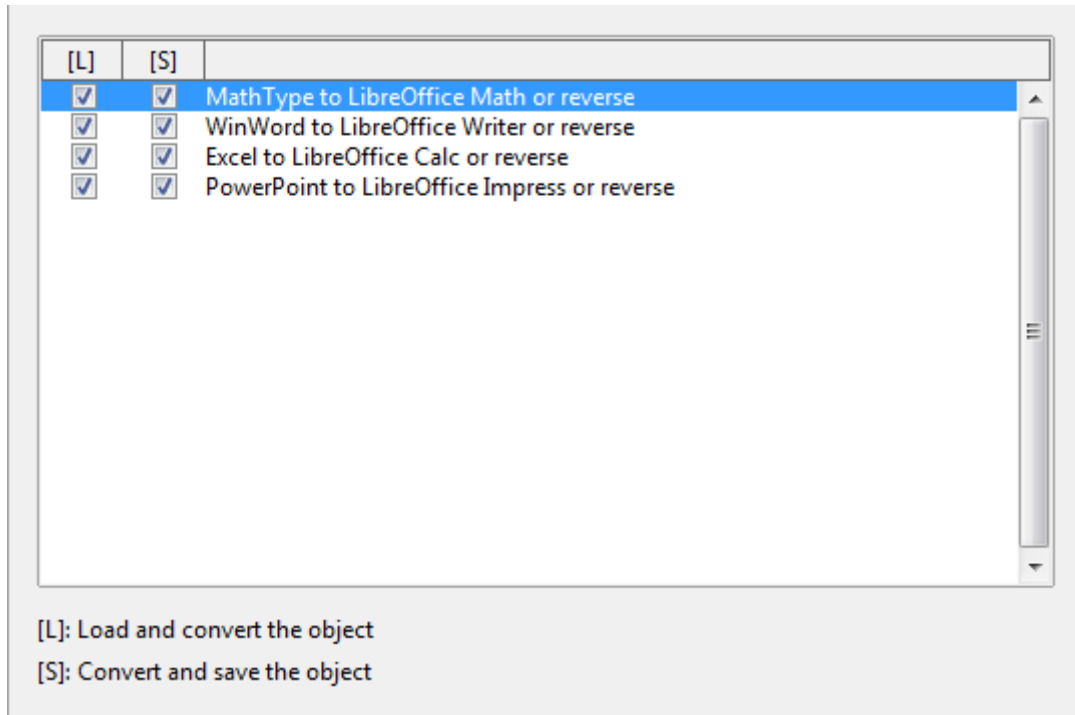 [L] [S]
MathType to LibreOffice Math or reverse
WinWord to LibreOffice Writer or reverse
Excel to LibreOffice Calc or reverse
PowerPoint to LibreOffice Impress or reverse
[L]: Load and convert the object
[S]: Convert and save the object